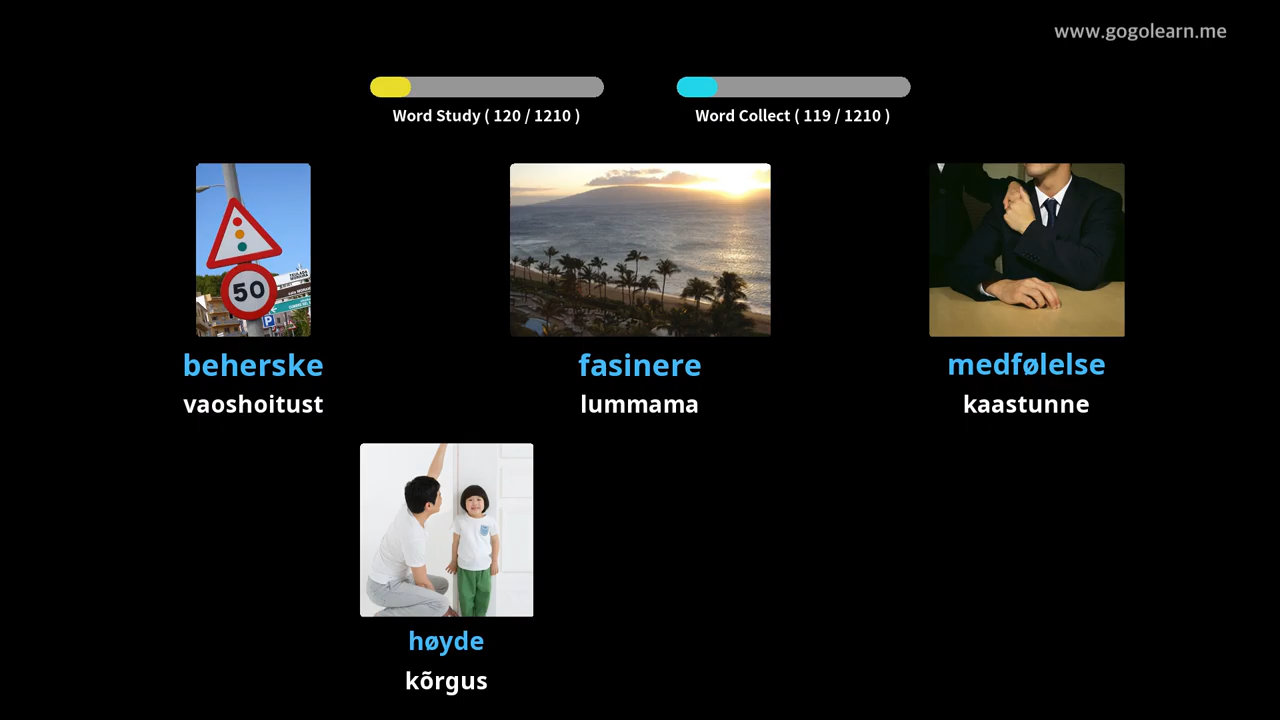 www.gogolearn.me
Word Study ( 120 / 1210 )
Word Collect ( 119 / 1210 )
50
P
beherske
fasinere
medfølelse
vaoshoitust
lummama
kaastunne
høyde
kõrgus